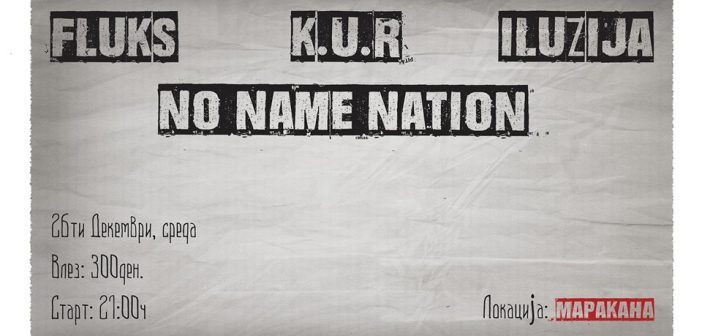 FLUKS K.U.R ILUZIJA
NO NAME NATION
26ти Декември, среда
Влез: 300ден.
Старт: 21:00ч
Локација: МАРАКАНА